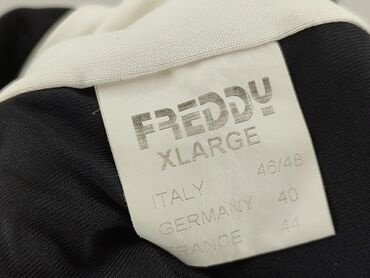 FREDDY
XLARGE
ITALY 46/48
GERMANY 40
FRANCE 44